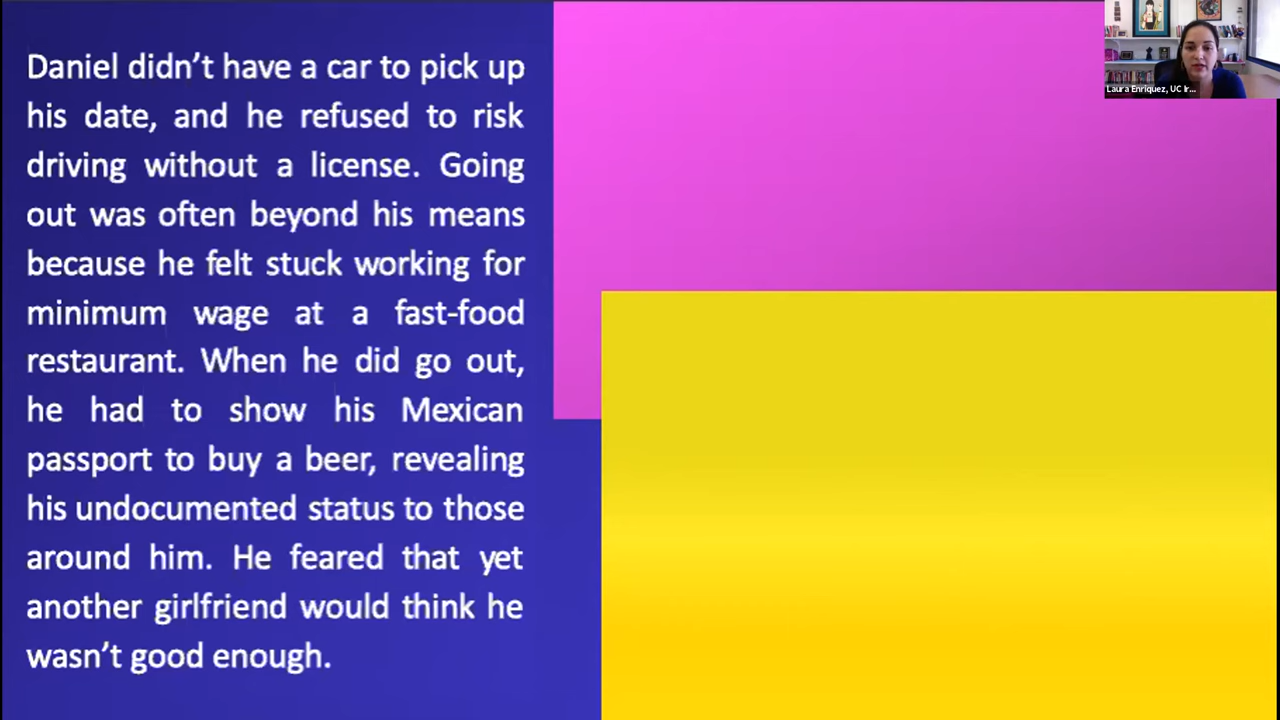 Daniel didn't have a car to pick up
his date, and he refused to risk
driving without a license. Going
out was often beyond his means
because he felt stuck working for
minimum wage at a fast-food
restaurant. When he did go out,
he had to show his Mexican
passport to buy a beer, revealing
his undocumented status to those
around him. He feared that yet
another girlfriend would think he
wasn't good enough.
Laura Enriquez, UC Ir...